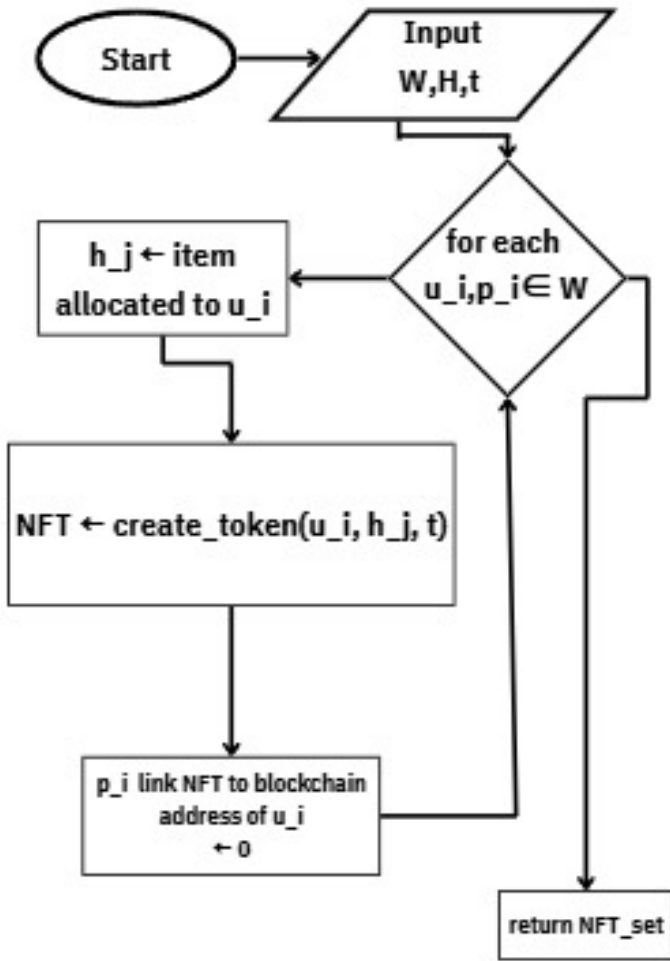 Start
Input
W,H,t
for each
u_i,p_i∈ W
h_j ← item
allocated to u_i
NFT ← create_token(u_i, h_j, t)
p_i link NFT to blockchain
address of u_i
← 0
return NFT_set